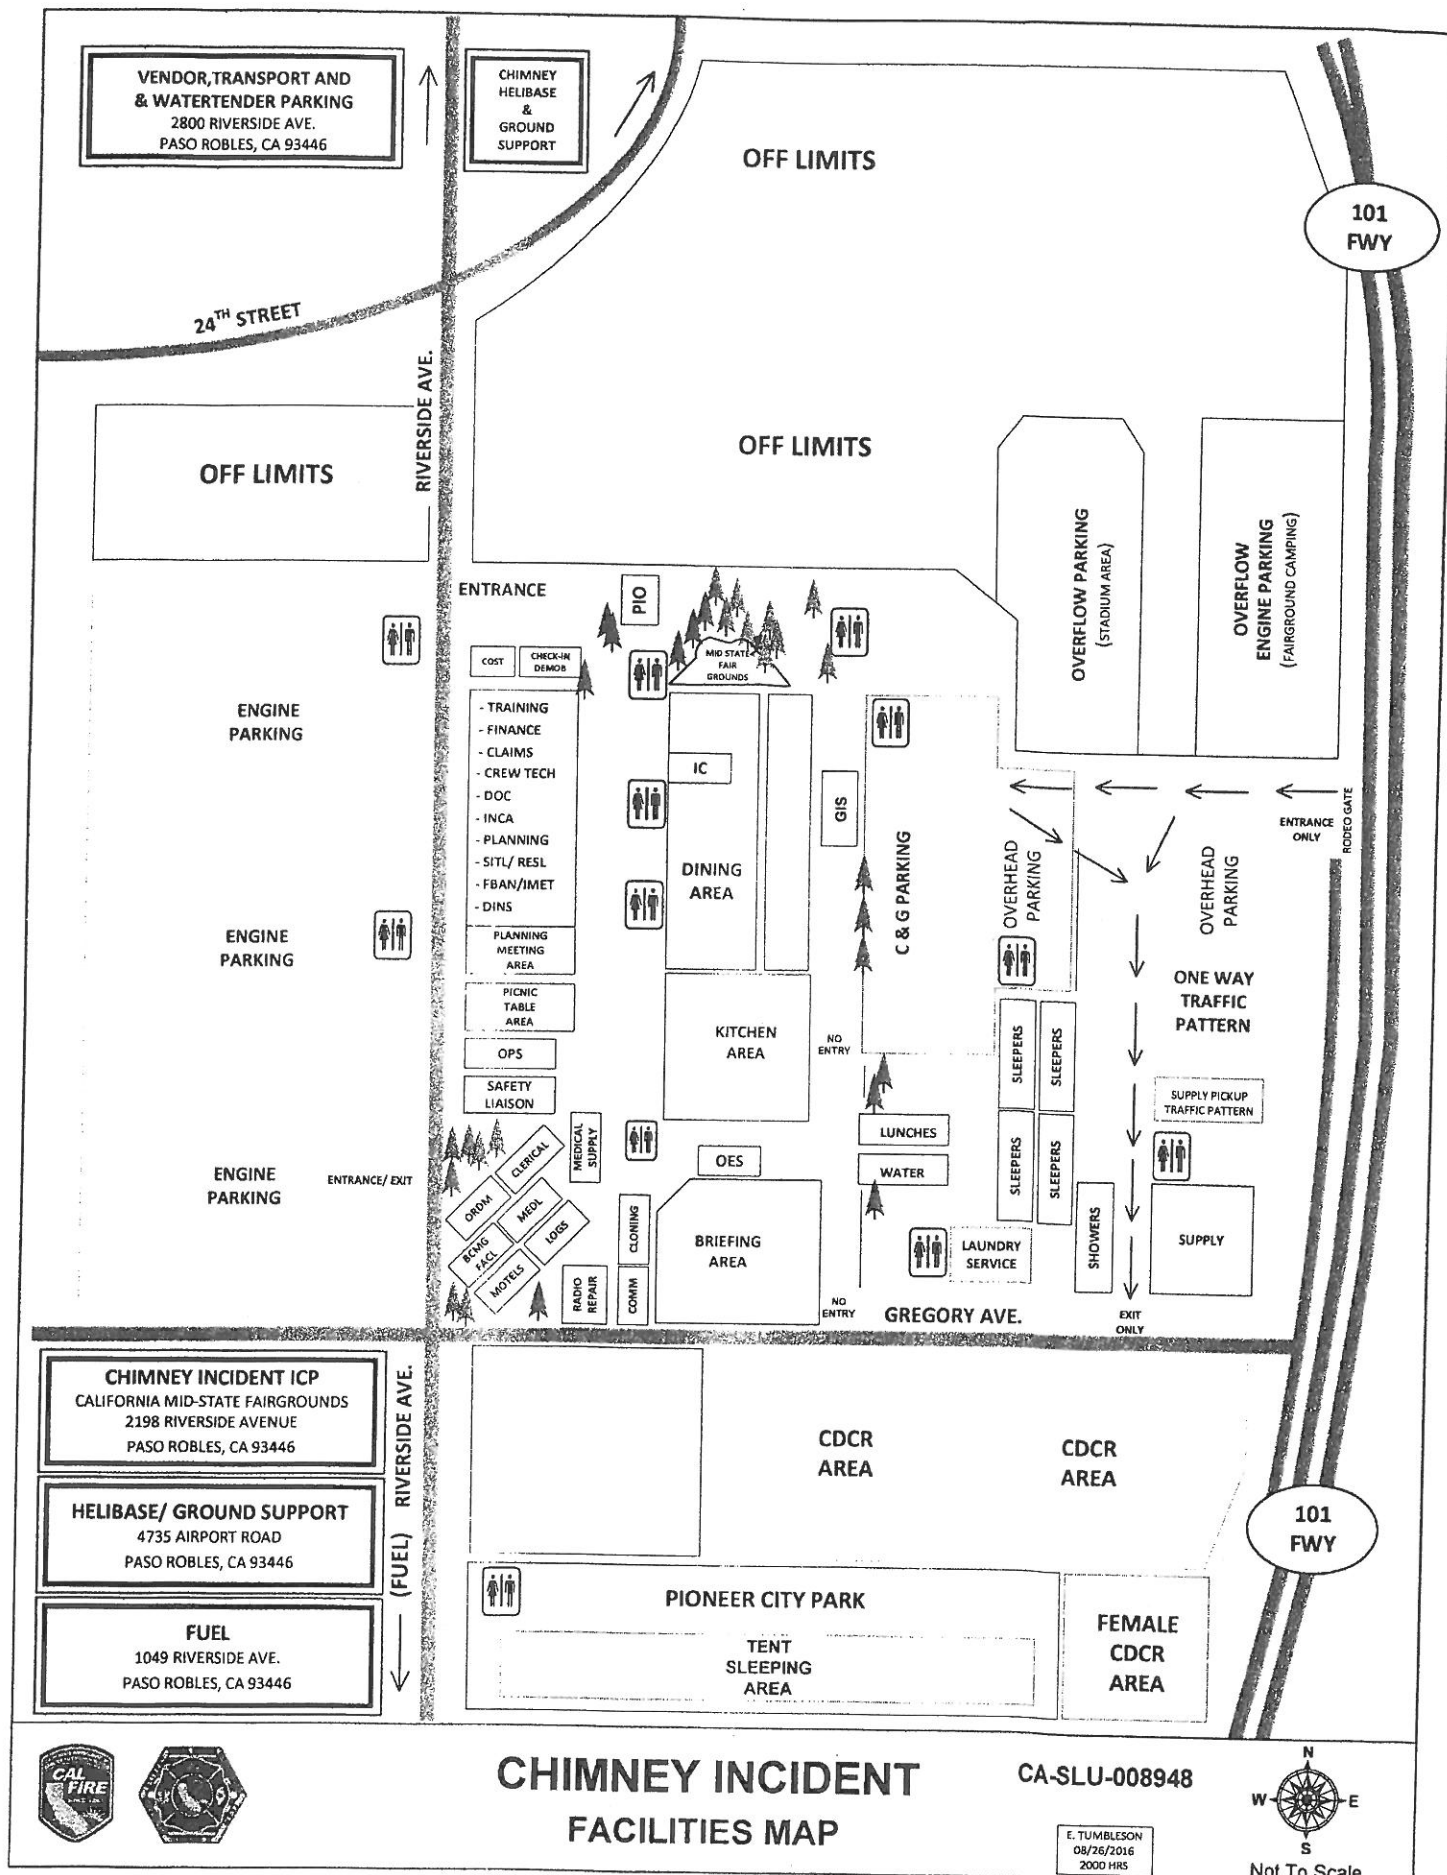 VENDOR,TRANSPORT AND
& WATERTENDER PARKING
2800 RIVERSIDE AVE.
PASO ROBLES, CA 93446
CHIMNEY
HELIBASE
&
GROUND
SUPPORT
OFF LIMITS
101
FWY
24TH STREET
RIVERSIDE AVE.
OFF LIMITS
OFF LIMITS
OVERFLOW PARKING
(STADIUM AREA)
OVERFLOW
ENGINE PARKING
(FAIRGROUND CAMPING)
ENTRANCE
PIO
COST
CHECK-IN
DEMOB
MID STATE
FAIR
GROUNDS
ENGINE
PARKING
- TRAINING
- FINANCE
- CLAIMS
- CREW TECH
- DOC
- INCA
- PLANNING
- SITL/ RESL
- FBAN/IMET
- DINS
PLANNING
MEETING
AREA
PICNIC
TABLE
AREA
OPS
SAFETY
LIAISON
IC
DINING
AREA
GIS
C & G PARKING
OVERHEAD
PARKING
ENTRANCE
ONLY
RODEO GATE
OVERHEAD
PARKING
ONE WAY
TRAFFIC
PATTERN
ENGINE
PARKING
KITCHEN
AREA
NO
ENTRY
SLEEPERS
SLEEPERS
SUPPLY PICKUP
TRAFFIC PATTERN
ENGINE
PARKING
ENTRANCE/ EXIT
CLERICAL
MEDICAL
SUPPLY
ORDM
MEDL
BCMG
FACL
LOGS
MOTELS
RADIO
REPAIR
CLONING
COMM
OES
BRIEFING
AREA
LUNCHES
WATER
SLEEPERS
SLEEPERS
LAUNDRY
SERVICE
SHOWERS
SUPPLY
NO
ENTRY
GREGORY AVE.
EXIT
ONLY
CHIMNEY INCIDENT ICP
CALIFORNIA MID-STATE FAIRGROUNDS
2198 RIVERSIDE AVENUE
PASO ROBLES, CA 93446
HELIBASE/ GROUND SUPPORT
4735 AIRPORT ROAD
PASO ROBLES, CA 93446
FUEL
1049 RIVERSIDE AVE.
PASO ROBLES, CA 93446
RIVERSIDE AVE.
(FUEL)
CDCR
AREA
CDCR
AREA
101
FWY
PIONEER CITY PARK
TENT
SLEEPING
AREA
FEMALE
CDCR
AREA
CAL
FIRE
CHIMNEY INCIDENT
FACILITIES MAP
CA-SLU-008948
E. TUMBLESON
08/26/2016
2000 HRS
N
W
E
S
Not To Scale